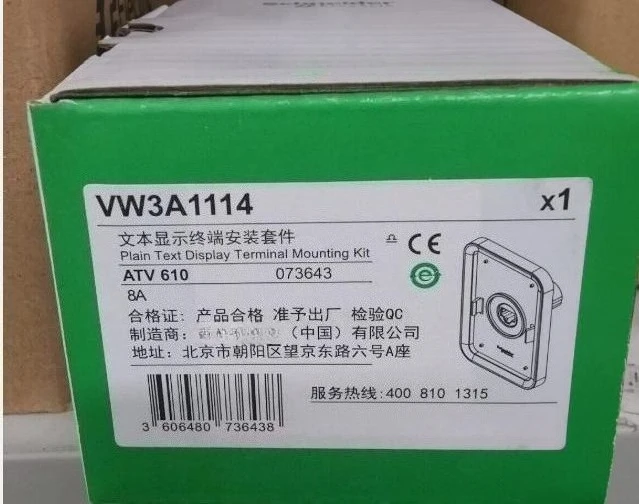 Schneider
VW3A1114 x1
文本显示终端安装套件
Plain Text Display Terminal Mounting Kit
ATV 610 073643
8A
合格证: 产品合格 准予出厂 检验QC
制造商: （中国）有限公司
地址: 北京市朝阳区望京东路六号A座
服务热线: 400 810 1315
3 606480 736438